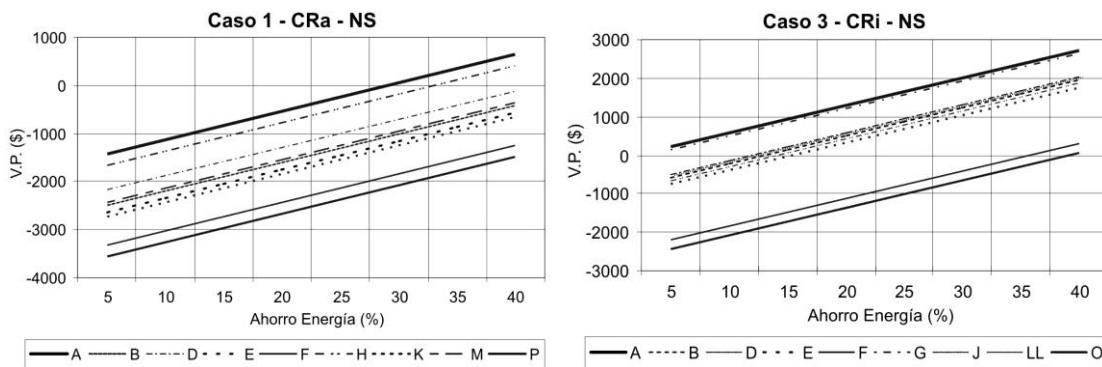 Caso 1 - CRa - NS
V.P. ($)
1000
0
-1000
-2000
-3000
-4000
5 10 15 20 25 30 35 40
Ahorro Energía (%)
A B D E F H K M P
Caso 3 - CRi - NS
V.P. ($)
3000
2000
1000
0
-1000
-2000
-3000
5 10 15 20 25 30 35 40
Ahorro Energía (%)
A B D E F G J LL O